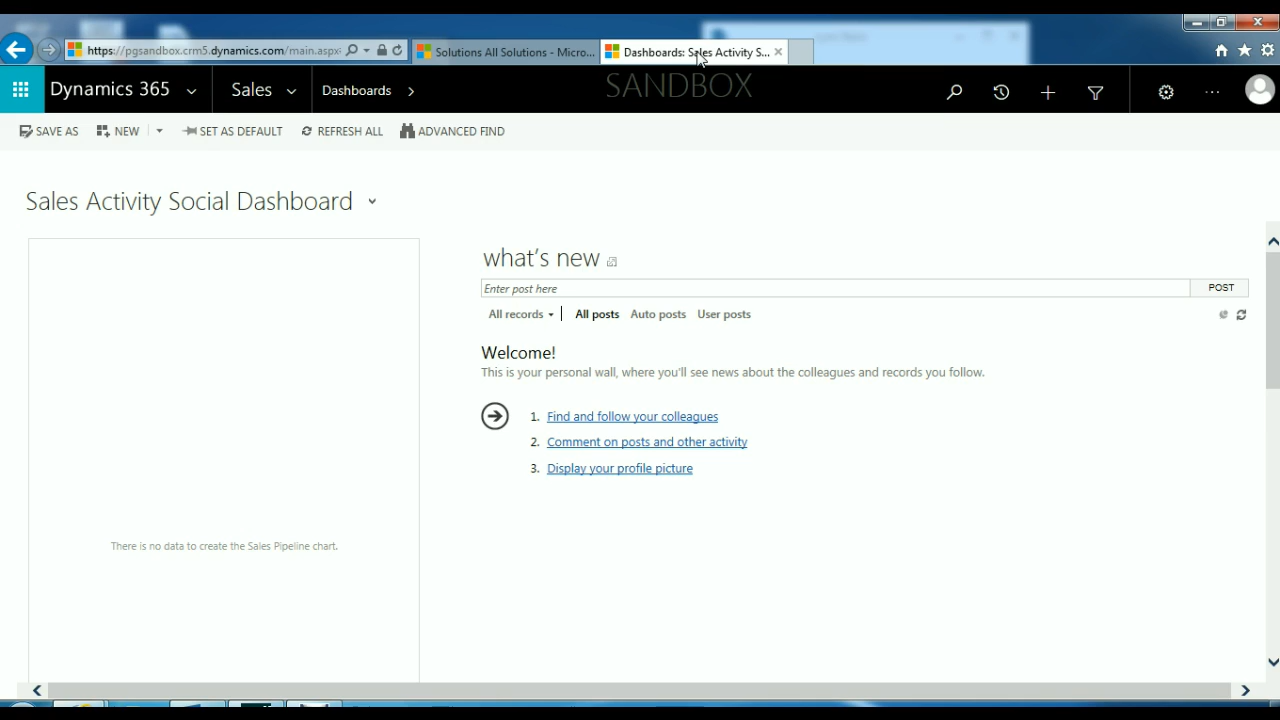 https://pgsandbox.crm5.dynamics.com/main.aspx
Solutions All Solutions - Micro...
Dashboards: Sales Activity S...
Dynamics 365
Sales
Dashboards
SANDBOX
SAVE AS
NEW
SET AS DEFAULT
REFRESH ALL
ADVANCED FIND
Sales Activity Social Dashboard
what's new
Enter post here
POST
All records
All posts
Auto posts
User posts
Welcome!
This is your personal wall, where you'll see news about the colleagues and records you follow.
1. Find and follow your colleagues
2. Comment on posts and other activity
3. Display your profile picture
There is no data to create the Sales Pipeline chart.